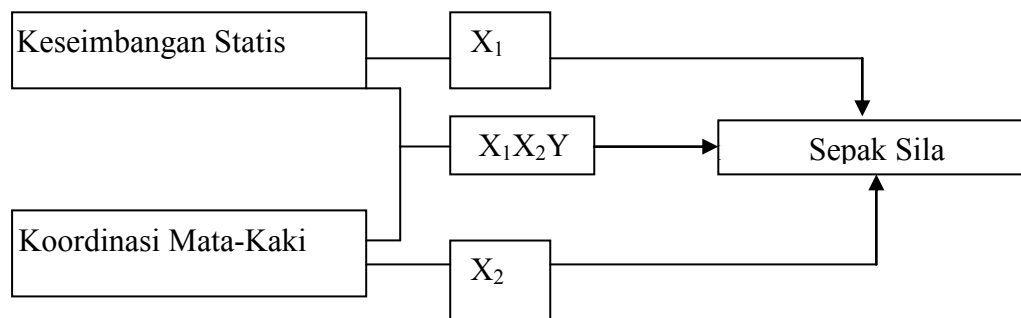 Keseimbangan Statis
X₁
X₁X₂Y
Sepak Sila
Koordinasi Mata-Kaki
X₂